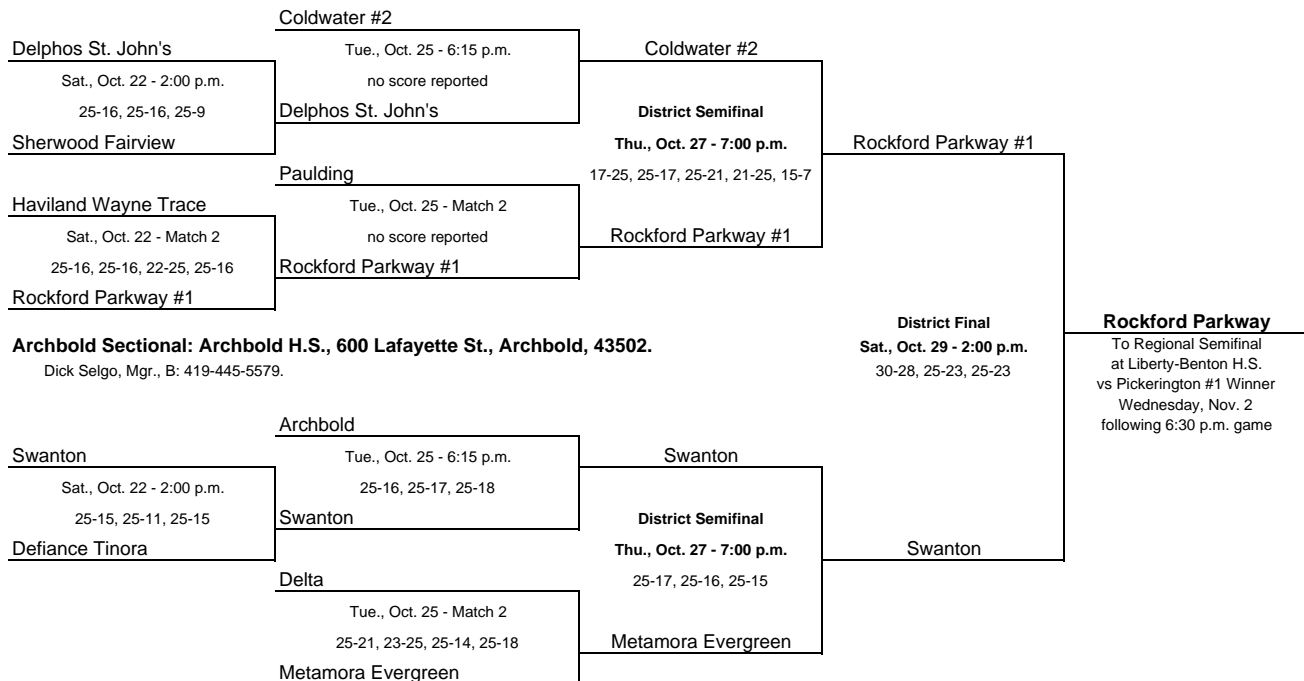 Coldwater #2
Delphos St. John's
Tue., Oct. 25 - 6:15 p.m.
Coldwater #2
Sat., Oct. 22 - 2:00 p.m.
no score reported
25-16, 25-16, 25-9
Delphos St. John's
District Semifinal
Sherwood Fairview
Thu., Oct. 27 - 7:00 p.m.
Rockford Parkway #1
Paulding
17-25, 25-17, 25-21, 21-25, 15-7
Haviland Wayne Trace
Tue., Oct. 25 - Match 2
Sat., Oct. 22 - Match 2
no score reported
Rockford Parkway #1
25-16, 25-16, 22-25, 25-16
Rockford Parkway #1
Rockford Parkway #1
District Final
Rockford Parkway
Archbold Sectional: Archbold H.S., 600 Lafayette St., Archbold, 43502.
Sat., Oct. 29 - 2:00 p.m.
To Regional Semifinal
Dick Selgo, Mgr., B: 419-445-5579.
30-28, 25-23, 25-23
at Liberty-Benton H.S.
vs Pickerington #1 Winner
Wednesday, Nov. 2
following 6:30 p.m. game
Archbold
Swanton
Tue., Oct. 25 - 6:15 p.m.
Swanton
Sat., Oct. 22 - 2:00 p.m.
25-16, 25-17, 25-18
25-15, 25-11, 25-15
Swanton
District Semifinal
Defiance Tinora
Thu., Oct. 27 - 7:00 p.m.
Swanton
Delta
25-17, 25-16, 25-15
Tue., Oct. 25 - Match 2
25-21, 23-25, 25-14, 25-18
Metamora Evergreen
Metamora Evergreen